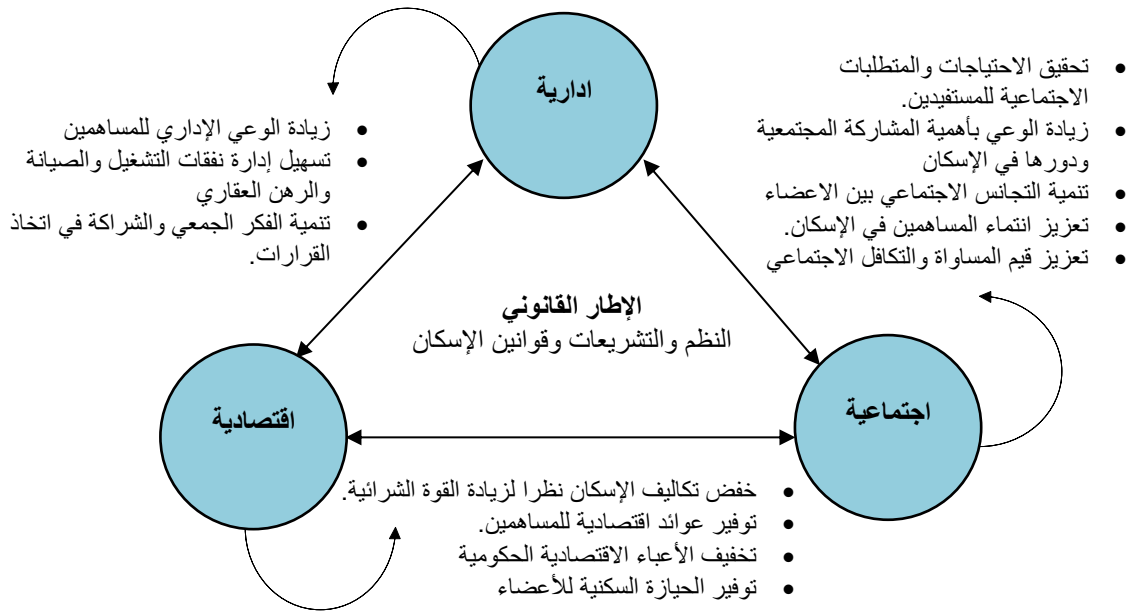 ادارية
• تحقيق الاحتياجات والمتطلبات
الاجتماعية للمستفيدين.
• زيادة الوعي بأهمية المشاركة المجتمعية
ودورها في الإسكان
• تنمية التجانس الاجتماعي بين الاعضاء
• تعزيز انتماء المساهمين في الإسكان.
• تعزيز قيم المساواة والتكافل الاجتماعي
• زيادة الوعي الإداري للمساهمين
• تسهيل إدارة نفقات التشغيل والصيانة
والرهن العقاري
• تنمية الفكر الجمعي والشراكة في اتخاذ
القرارات.
الإطار القانوني
النظم والتشريعات وقوانين الإسكان
اجتماعية
اقتصادية
• خفض تكاليف الإسكان نظرا لزيادة القوة الشرائية.
• توفير عوائد اقتصادية للمساهمين.
• تخفيف الأعباء الاقتصادية الحكومية
• توفير الحيازة السكنية للأعضاء